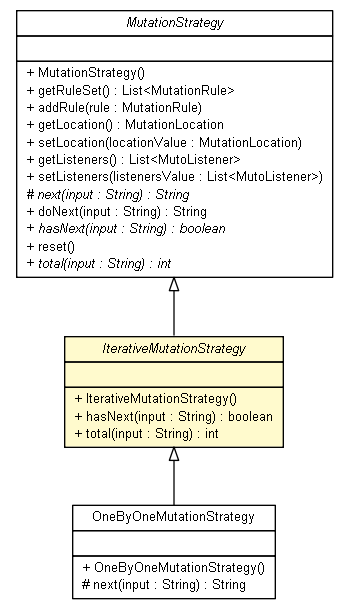 MutationStrategy
+ MutationStrategy()
+ getRuleSet() : List<MutationRule>
+ addRule(rule : MutationRule)
+ getLocation() : MutationLocation
+ setLocation(locationValue : MutationLocation)
+ getListeners() : List<MutoListener>
+ setListeners(listenersValue : List<MutoListener>)
# next(input : String) : String
+ doNext(input : String) : String
+ hasNext(input : String) : boolean
+ reset()
+ total(input : String) : int
IterativeMutationStrategy
+ IterativeMutationStrategy()
+ hasNext(input : String) : boolean
+ total(input : String) : int
OneByOneMutationStrategy
+ OneByOneMutationStrategy()
# next(input : String) : String